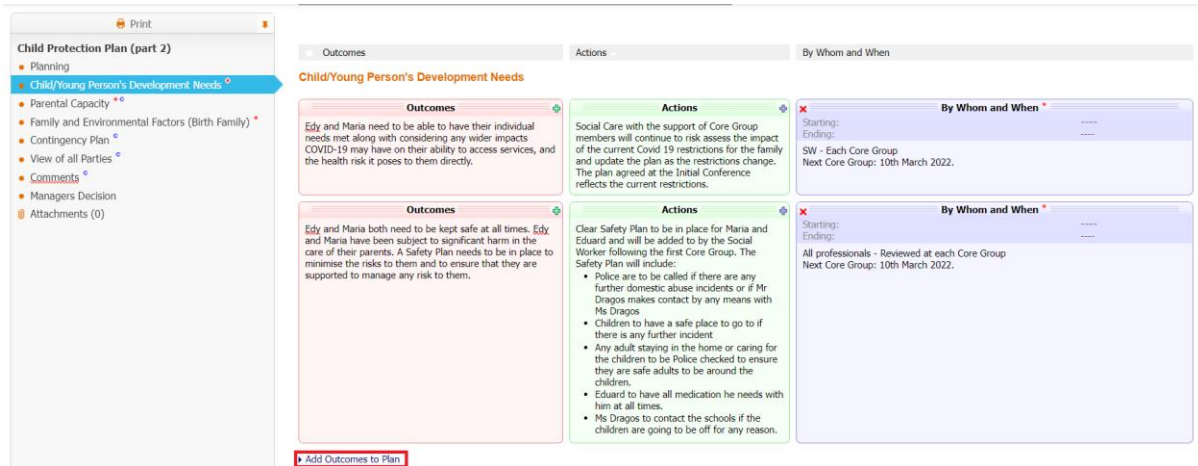 Print
Child Protection Plan (part 2)
Planning
Child/Young Person's Development Needs
Parental Capacity
Family and Environmental Factors (Birth Family)
Contingency Plan
View of all Parties
Comments
Managers Decision
Attachments (0)
Outcomes
Actions
By Whom and When
Child/Young Person's Development Needs
Outcomes
Edy and Maria need to be able to have their individual
needs met along with considering any wider impacts
COVID-19 may have on their ability to access services, and
the health risk it poses to them directly.
Actions
Social Care with the support of Core Group
members will continue to risk assess the impact
of the current Covid 19 restrictions for the family
and update the plan as the restrictions change.
The plan agreed at the Initial Conference
reflects the current restrictions.
By Whom and When *
Starting: ----
Ending: ----
SW - Each Core Group
Next Core Group: 10th March 2022.
Outcomes
Edy and Maria both need to be kept safe at all times. Edy
and Maria have been subject to significant harm in the
care of their parents. A Safety Plan needs to be in place to
minimise the risks to them and to ensure that they are
supported to manage any risk to them.
Actions
Clear Safety Plan to be in place for Maria and
Eduard and will be added to by the Social
Worker following the first Core Group. The
Safety Plan will include:
• Police are to be called if there are any
further domestic abuse incidents or if Mr
Dragos makes contact by any means with
Ms Dragos
• Children to have a safe place to go to if
there is any further incident
• Any adult staying in the home or caring for
the children to be Police checked to ensure
they are safe adults to be around the
children.
• Eduard to have all medication he needs with
him at all times.
• Ms Dragos to contact the schools if the
children are going to be off for any reason.
By Whom and When *
Starting: ----
Ending: ----
All professionals - Reviewed at each Core Group
Next Core Group: 10th March 2022.
Add Outcomes to Plan